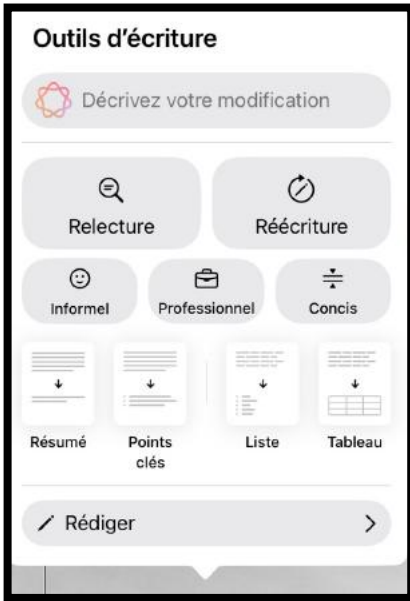 Outils d’écriture
Décrivez votre modification
Relecture
Réécriture
Informel
Professionnel
Concis
Résumé
Points
clés
Liste
Tableau
Rédiger